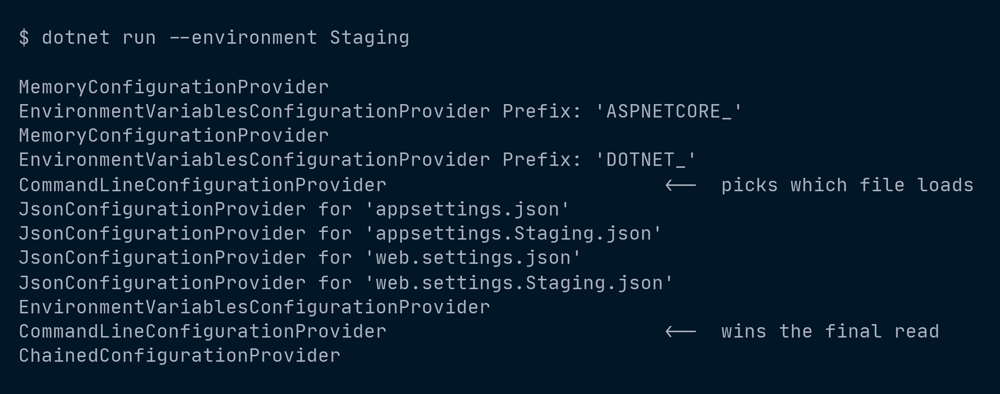 $ dotnet run --environment Staging
MemoryConfigurationProvider
EnvironmentVariablesConfigurationProvider Prefix: 'ASPNETCORE_'
MemoryConfigurationProvider
EnvironmentVariablesConfigurationProvider Prefix: 'DOTNET_'
CommandLineConfigurationProvider <-- picks which file loads
JsonConfigurationProvider for 'appsettings.json'
JsonConfigurationProvider for 'appsettings.Staging.json'
JsonConfigurationProvider for 'web.settings.json'
JsonConfigurationProvider for 'web.settings.Staging.json'
EnvironmentVariablesConfigurationProvider
CommandLineConfigurationProvider <-- wins the final read
ChainedConfigurationProvider